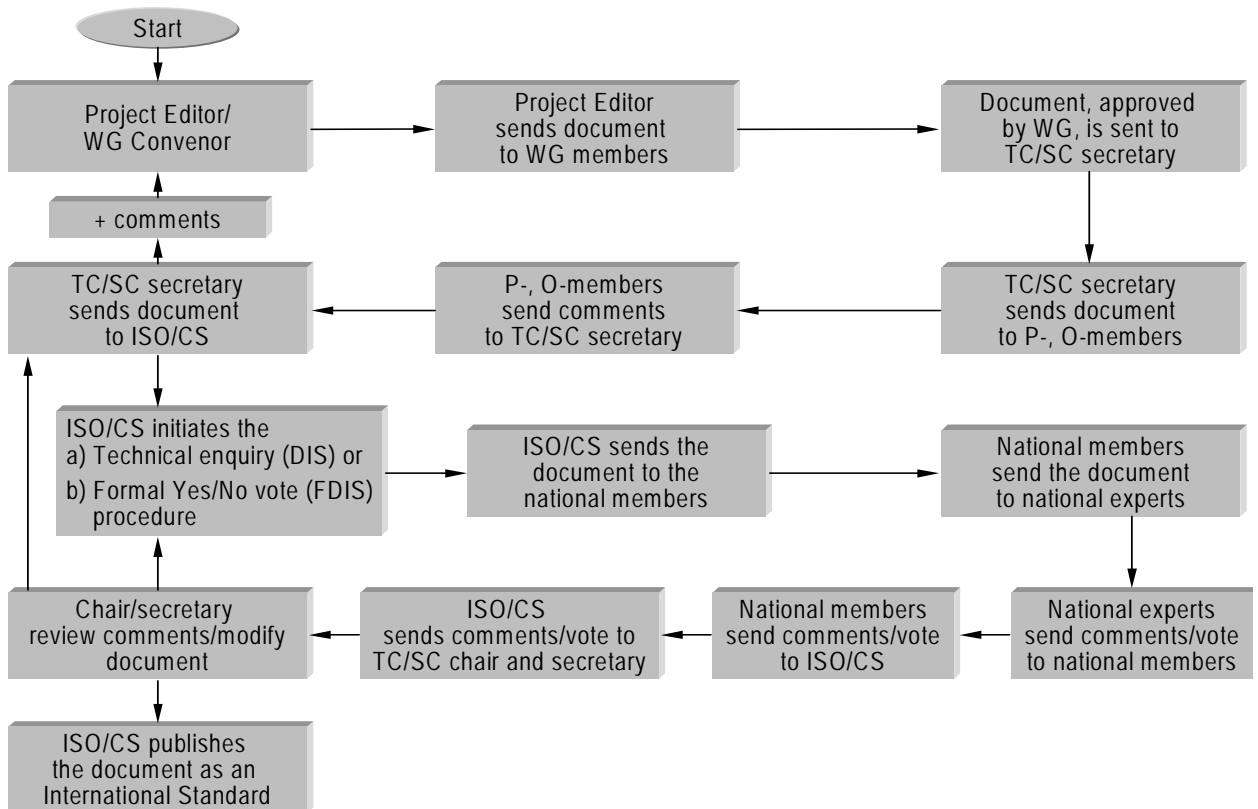 Start
Project Editor/
WG Convenor
Project Editor
sends document
to WG members
Document, approved
by WG, is sent to
TC/SC secretary
+ comments
TC/SC secretary
sends document
to ISO/CS
P-, O-members
send comments
to TC/SC secretary
TC/SC secretary
sends document
to P-, O-members
ISO/CS initiates the
a) Technical enquiry (DIS) or
b) Formal Yes/No vote (FDIS)
procedure
ISO/CS sends the
document to the
national members
National members
send the document
to national experts
Chair/secretary
review comments/modify
document
ISO/CS
sends comments/vote to
TC/SC chair and secretary
National members
send comments/vote
to ISO/CS
National experts
send comments/vote
to national members
ISO/CS publishes
the document as an
International Standard